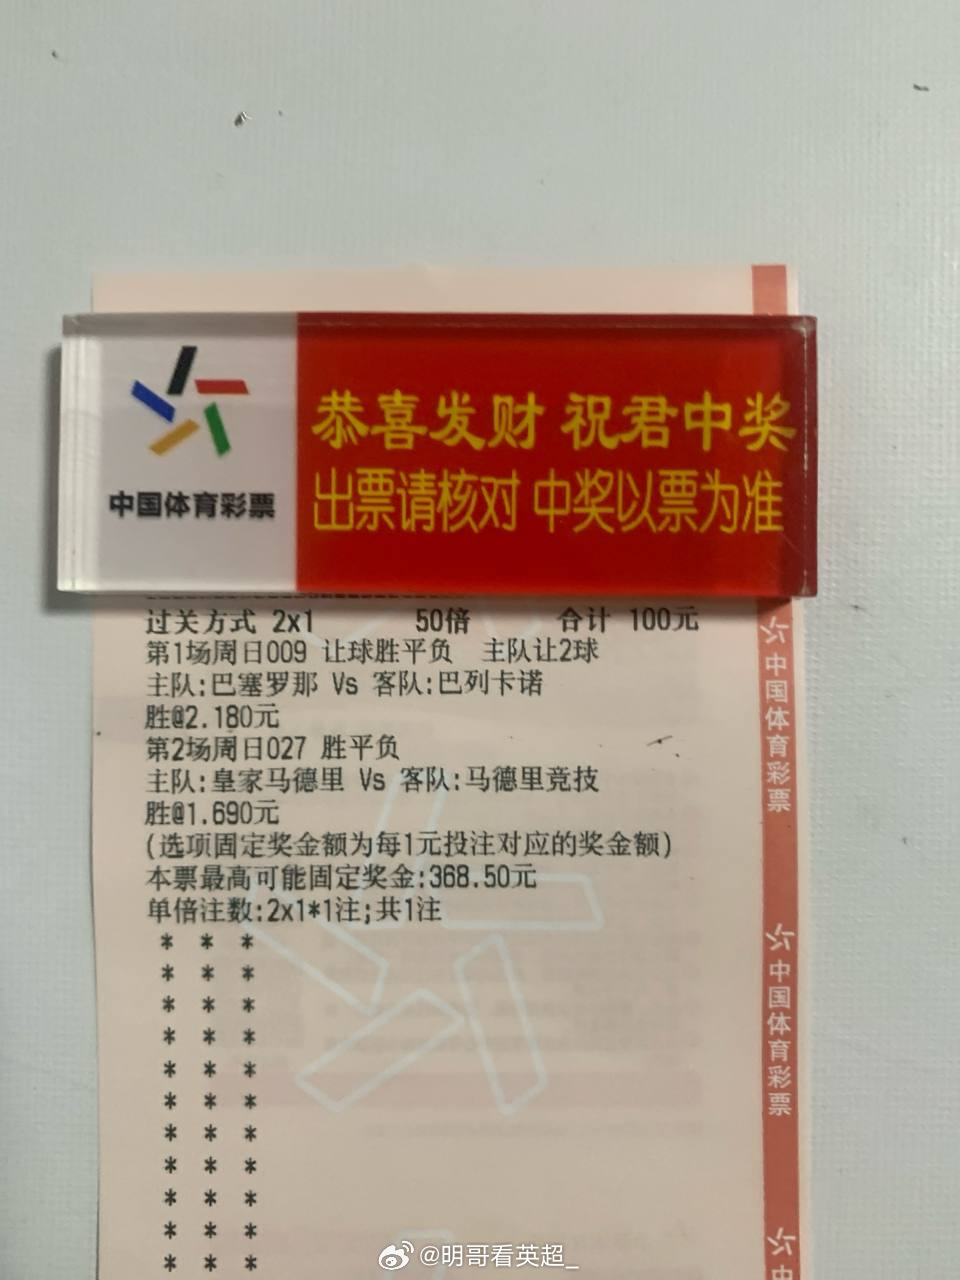 恭喜发财 祝君中奖
出票请核对 中奖以票为准
中国体育彩票
过关方式 2x1 50倍 合计 100元
第1场周日009 让球胜平负 主队让2球
主队:巴塞罗那 Vs 客队:巴列卡诺
胜@2.180元
第2场周日027 胜平负
主队:皇家马德里 Vs 客队:马德里竞技
胜@1.690元
(选项固定奖金额为每1元投注对应的奖金额)
本票最高可能固定奖金:368.50元
单倍注数:2x1*1注;共1注
* * *
* * *
* * *
* * *
* * *
* * *
* * *
* * *
* * *
* * *
* * *
中国体育彩票
中国体育彩票
中
@明哥看英超_